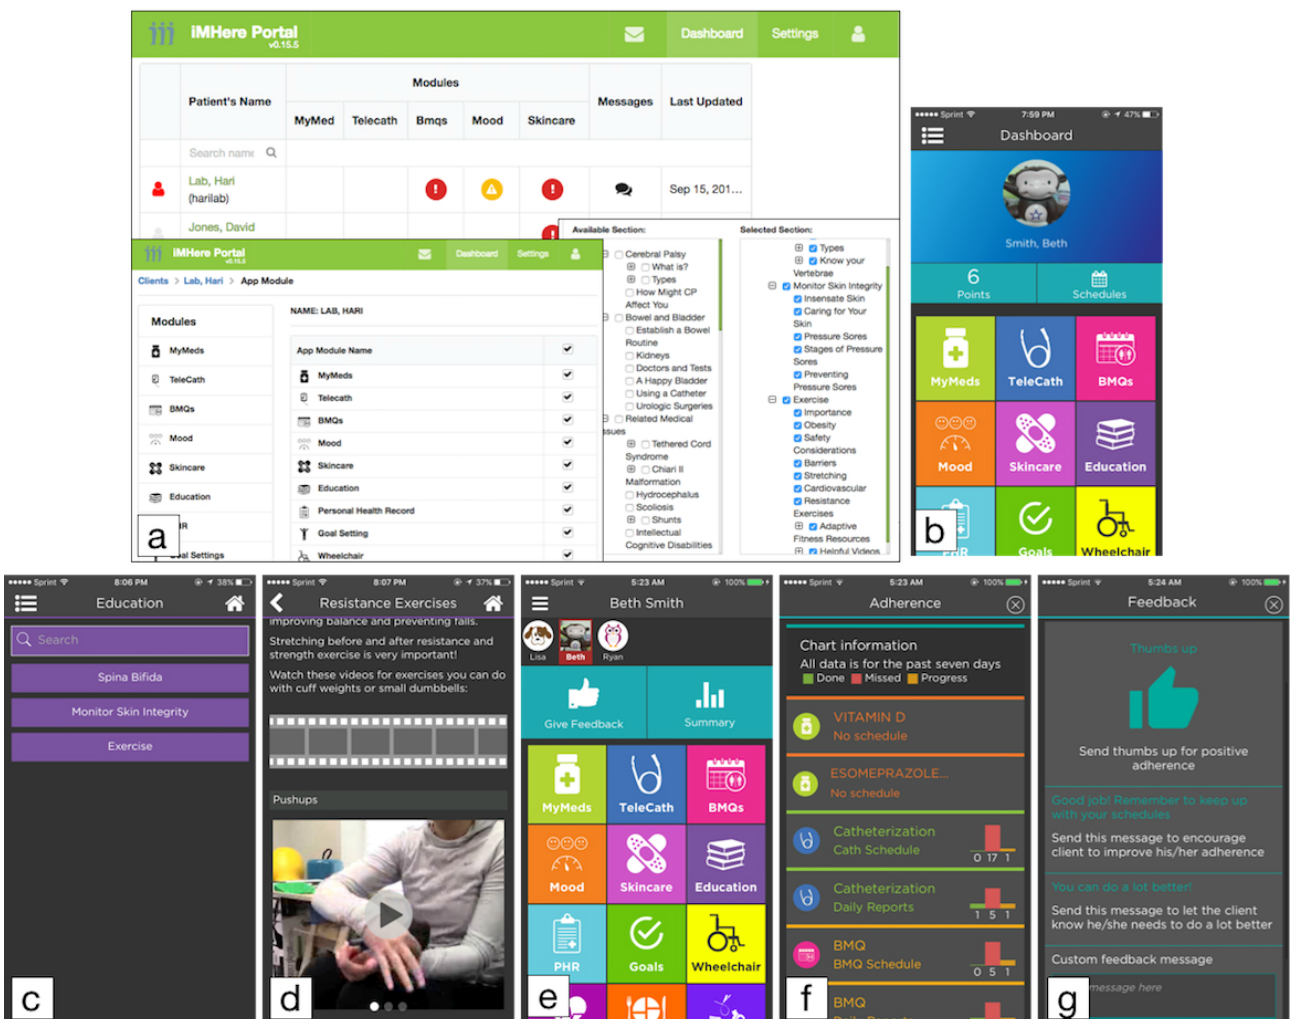 iMHere Portal
v0.15.5
Dashboard
Settings
Patient's Name
Modules
Messages
Last Updated
MyMed
Telecath
Bmqs
Mood
Skincare
Search name
Lab, Hari
(harilab)
Sep 15, 201...
Jones, David
iMHere Portal
v0.15.5
Dashboard
Settings
Clients > Lab, Hari > App Module
Modules
MyMeds
TeleCath
BMQs
Mood
Skincare
Education
NAME: LAB, HARI
App Module Name
MyMeds
Telecath
BMQs
Mood
Skincare
Education
Personal Health Record
Goal Setting
Wheelchair
a
Available Section:
Cerebral Palsy
What is?
Types
How Might CP
Affect You
Bowel and Bladder
Establish a Bowel
Routine
Kidneys
Doctors and Tests
A Happy Bladder
Using a Catheter
Urologic Surgeries
Related Medical
Tethered Cord
Syndrome
Chiari II
Malformation
Hydrocephalus
Scoliosis
Shunts
Intellectual
Cognitive Disabilities
Selected Section:
Types
Know your
Vertebrae
Monitor Skin Integrity
Insensate Skin
Caring for Your
Skin
Pressure Sores
Stages of Pressure
Sores
Preventing
Pressure Sores
Exercise
Importance
Obesity
Safety
Considerations
Barriers
Stretching
Cardiovascular
Resistance
Exercises
Adaptive
Fitness Resources
Helpful Videos
Sprint
7:59 PM
47%
Dashboard
Smith, Beth
6
Points
Schedules
MyMeds
TeleCath
BMQs
Mood
Skincare
Education
Goals
Wheelchair
b
Sprint
8:06 PM
38%
Education
Search
Spina Bifida
Monitor Skin Integrity
Exercise
c
Sprint
8:07 PM
37%
Resistance Exercises
improving balance and preventing falls.
Stretching before and after resistance and
strength exercise is very important!
Watch these videos for exercises you can do
with cuff weights or small dumbbells:
Pushups
d
Sprint
5:23 AM
100%
Beth Smith
Lisa
Beth
Ryan
Give Feedback
Summary
MyMeds
TeleCath
BMQs
Mood
Skincare
Education
PHR
Goals
Wheelchair
e
Sprint
5:23 AM
100%
Adherence
Chart information
All data is for the past seven days
Done Missed Progress
VITAMIN D
No schedule
ESOMEPRAZOLE...
No schedule
Catheterization
Cath Schedule
0 17 1
Catheterization
Daily Reports
1 5 1
BMQ
BMQ Schedule
0 5 1
BMQ
f
Sprint
5:24 AM
100%
Feedback
Thumbs up
Send thumbs up for positive
adherence
Good job! Remember to keep up
with your schedules
Send this message to encourage
client to improve his/her adherence
You can do a lot better!
Send this message to let the client
know he/she needs to do a lot better
Custom feedback message
message here
g